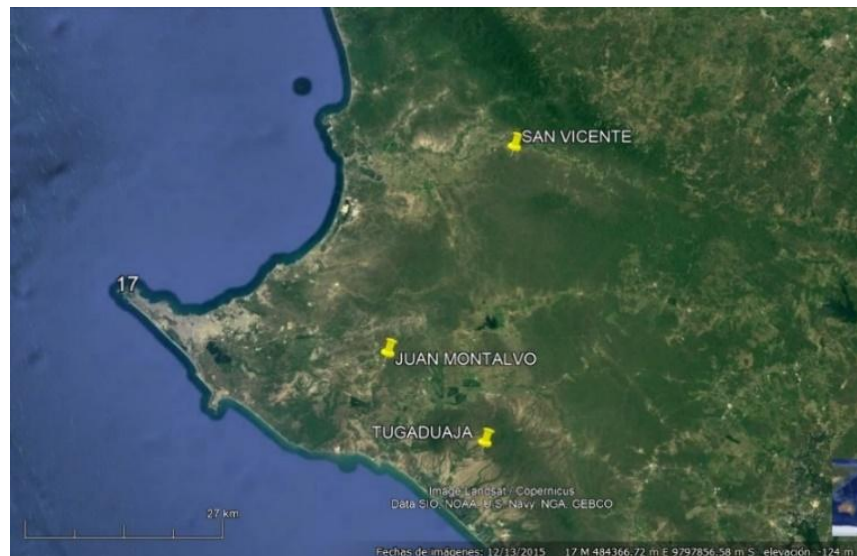 SAN VICENTE
17
JUAN MONTALVO
TUGADUAJA
Image Landsat / Copernicus
Data SIO, NOAA, U.S. Navy, NGA, GEBCO
27 km
Fechas de imágenes: 12/13/2015 17 M 484366.72 m E 9797856.58 m S elevación -124 m